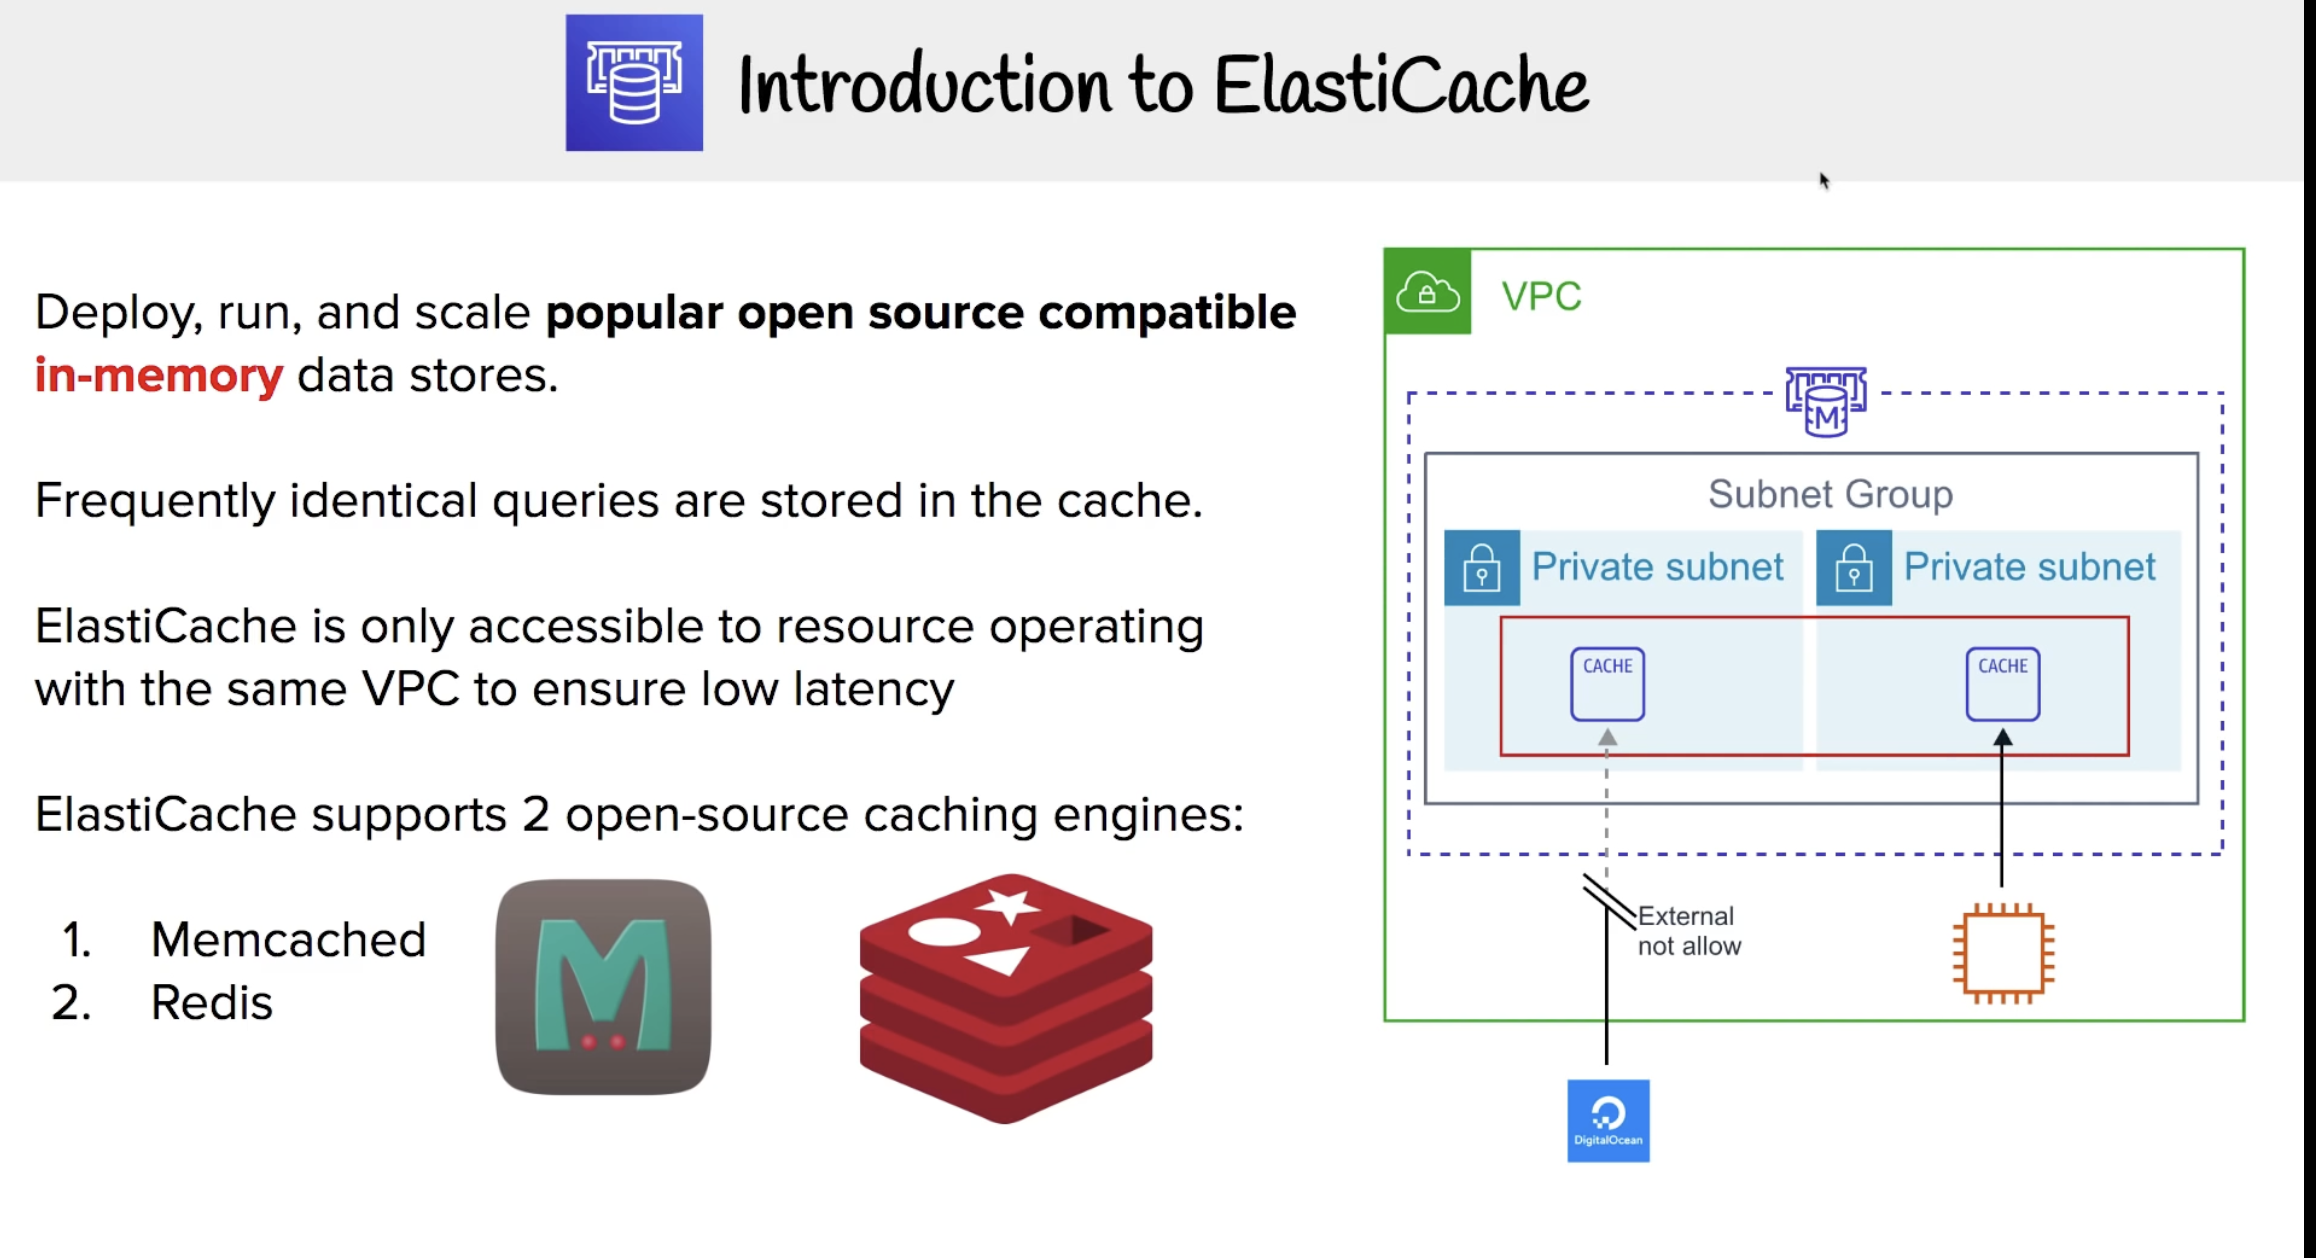 Introduction to ElastiCache
Deploy, run, and scale popular open source compatible
in-memory data stores.
Frequently identical queries are stored in the cache.
ElastiCache is only accessible to resource operating
with the same VPC to ensure low latency
ElastiCache supports 2 open-source caching engines:
1. Memcached
2. Redis
M
VPC
M
Subnet Group
Private subnet
Private subnet
CACHE
CACHE
External
not allow
DigitalOcean